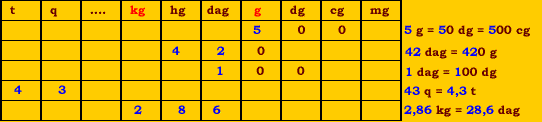 t q .... kg hg dag g dg cg mg
5 0 0 5 g = 50 dg = 500 cg
4 2 0 42 dag = 420 g
1 0 0 1 dag = 100 dg
4 3 43 q = 4,3 t
2 8 6 2,86 kg = 28,6 dag